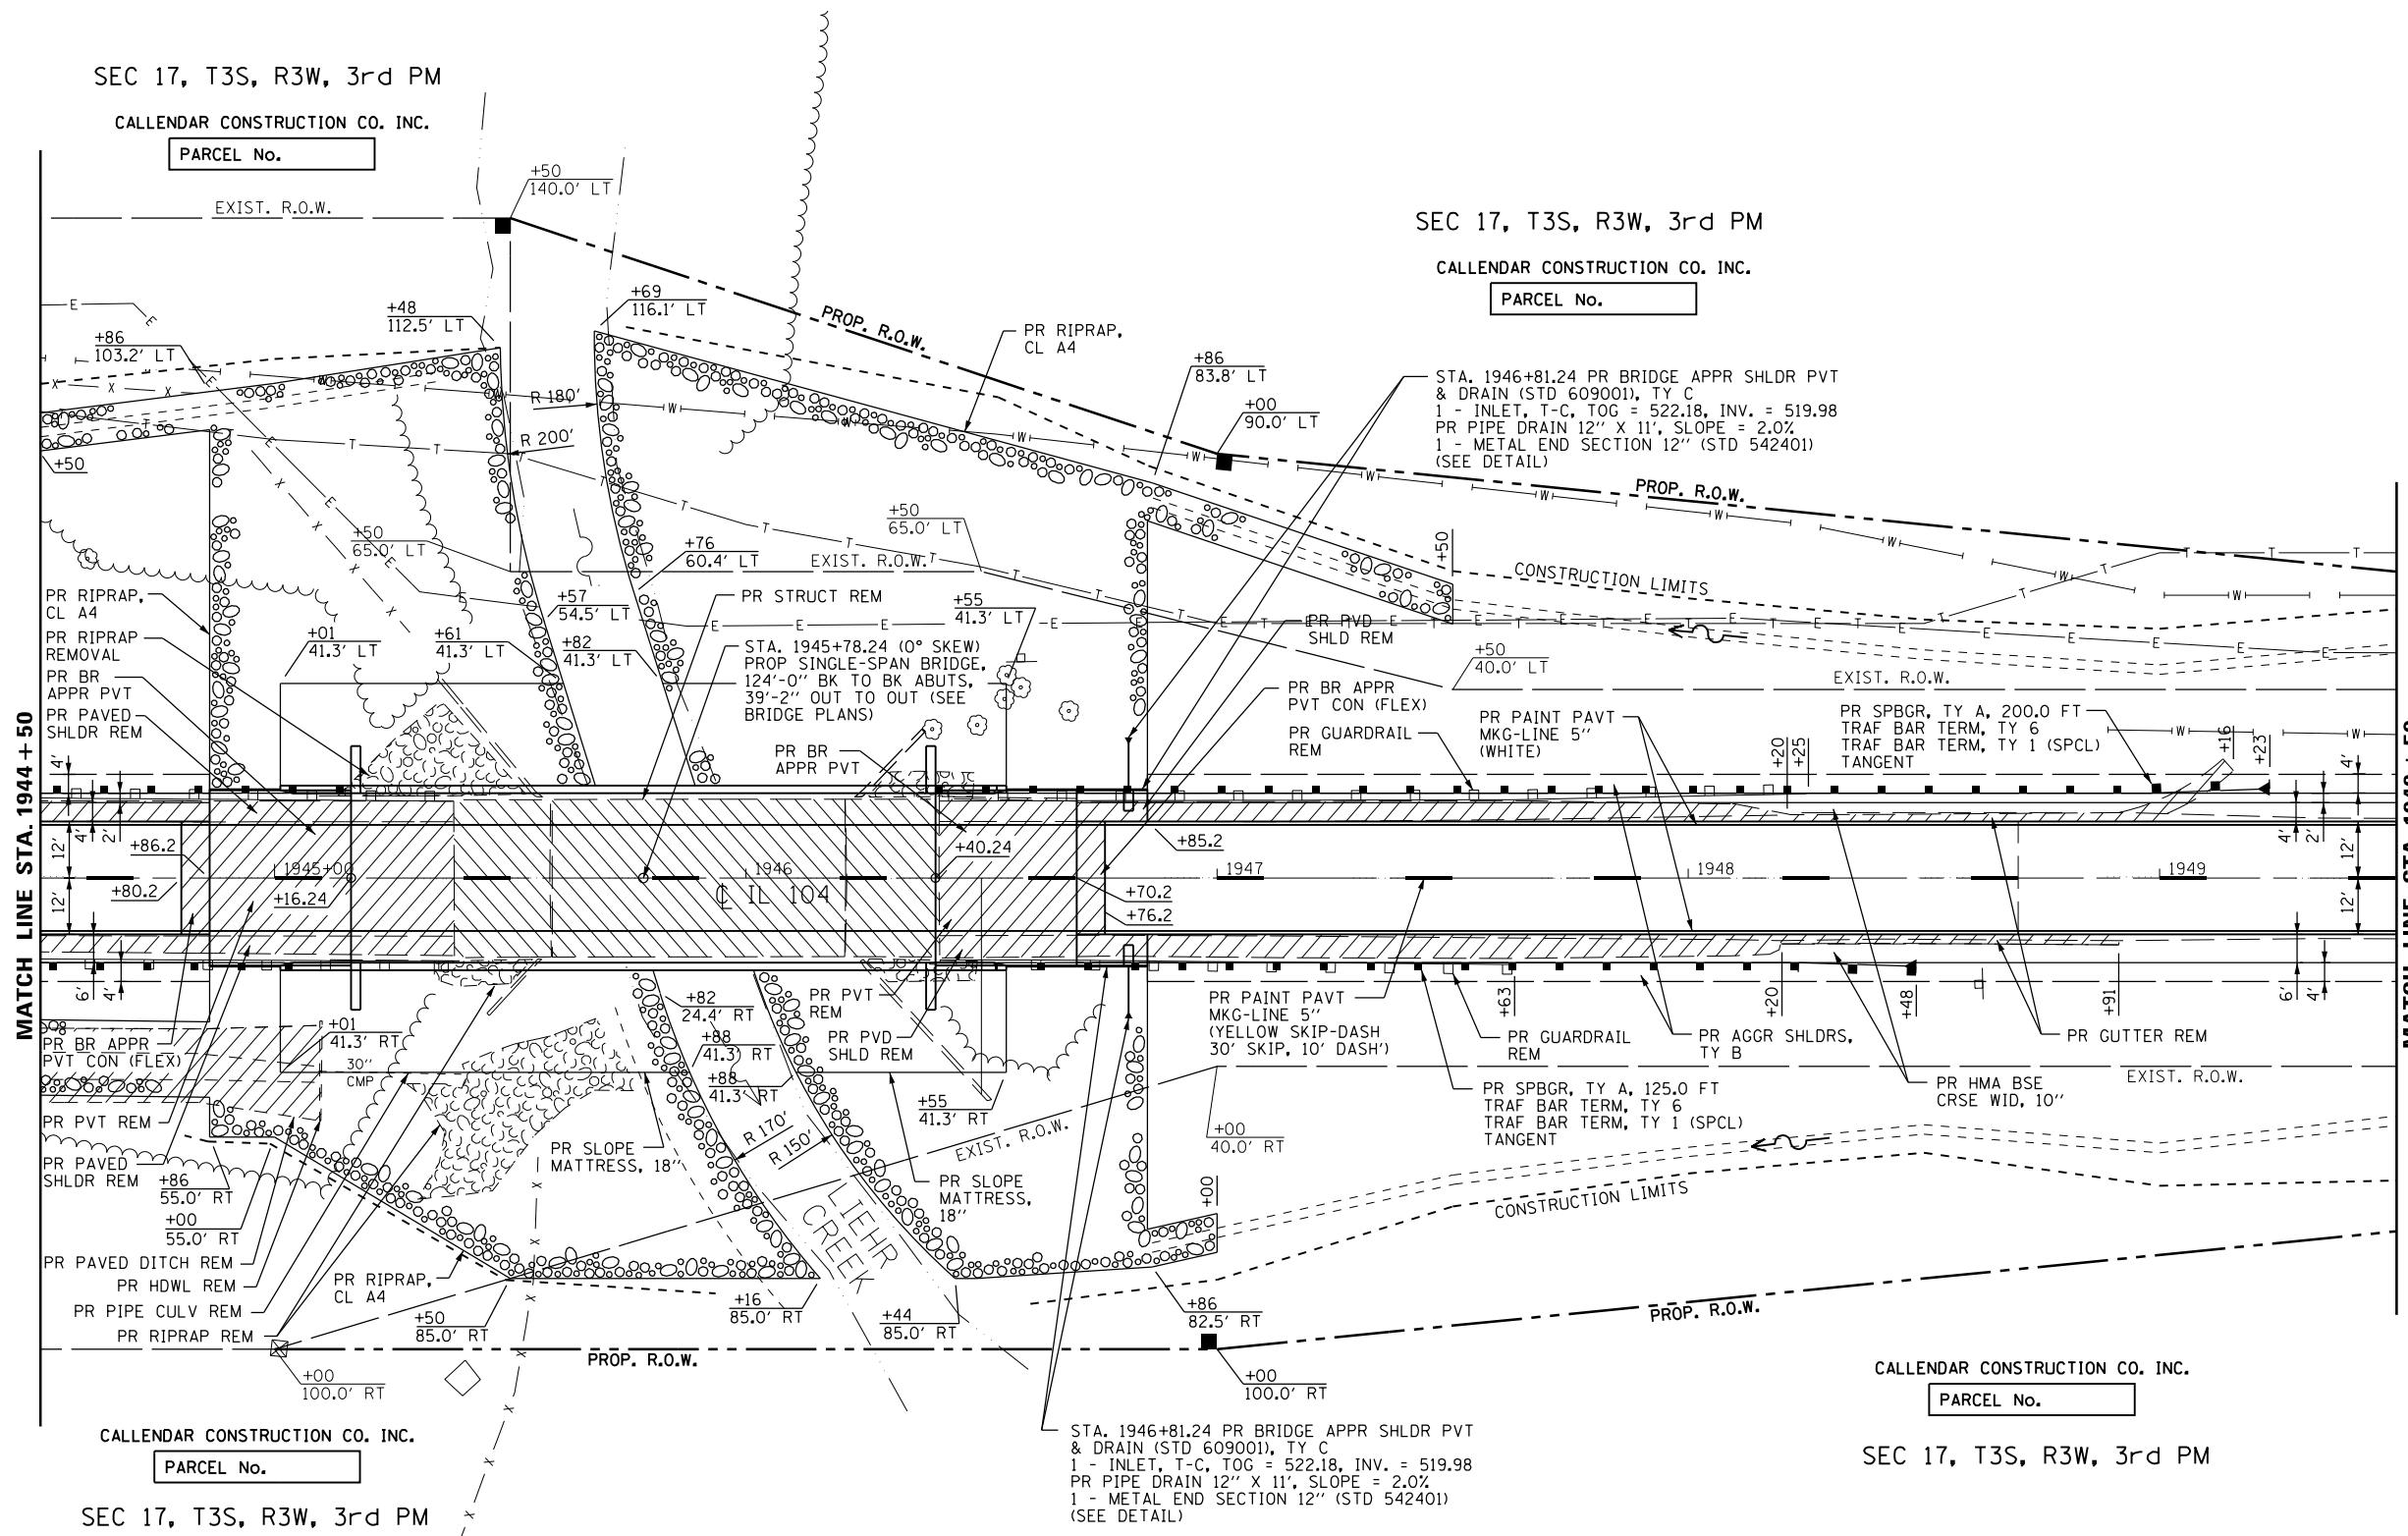 SEC 17, T3S, R3W, 3rd PM
CALLENDAR CONSTRUCTION CO. INC.
PARCEL No.
EXIST. R.O.W.
+50
140.0' LT
SEC 17, T3S, R3W, 3rd PM
CALLENDAR CONSTRUCTION CO. INC.
PARCEL No.
+48
112.5' LT
+69
116.1' LT
PROP. R.O.W.
PR RIPRAP,
CL A4
+86
103.2' LT
+86
83.8' LT
+00
90.0' LT
STA. 1946+81.24 PR BRIDGE APPR SHLDR PVT
& DRAIN (STD 609001), TY C
1 - INLET, T-C, TOG = 522.18, INV. = 519.98
PR PIPE DRAIN 12'' X 11', SLOPE = 2.0%
1 - METAL END SECTION 12'' (STD 542401)
(SEE DETAIL)
R 180'
R 200'
+50
PROP. R.O.W.
+50
65.0' LT
+50
65.0' LT
EXIST. R.O.W.
+76
60.4' LT
+50
CONSTRUCTION LIMITS
PR RIPRAP,
CL A4
PR RIPRAP
REMOVAL
PR BR
APPR PVT
PR PAVED
SHLDR REM
+01
41.3' LT
+61
41.3' LT
+57
54.5' LT
+82
41.3' LT
PR STRUCT REM
STA. 1945+78.24 (0° SKEW)
PROP SINGLE-SPAN BRIDGE,
124'-0'' BK TO BK ABUTS,
39'-2'' OUT TO OUT (SEE
BRIDGE PLANS)
PR BR
APPR PVT
+55
41.3' LT
PR PVD
SHLD REM
+50
40.0' LT
EXIST. R.O.W.
PR BR APPR
PVT CON (FLEX)
PR GUARDRAIL
REM
PR PAINT PAVT
MKG-LINE 5''
(WHITE)
PR SPBGR, TY A, 200.0 FT
TRAF BAR TERM, TY 6
TRAF BAR TERM, TY 1 (SPCL)
TANGENT
+20
+25
+16
+23
MATCH LINE STA. 1944+50
4'
4'
2'
12'
12'
6'
4'
+86.2
+80.2
1945+00
+16.24
1946
℄ IL 104
+40.24
+85.2
+70.2
+76.2
1947
1948
1949
4'
4'
2'
12'
12'
6'
4'
PR BR APPR
PVT CON (FLEX)
PR PVT REM
PR PAVED
SHLDR REM
+01
41.3' RT
30''
CMP
+82
24.4' RT
+88
41.3' RT
+88
41.3' RT
PR PVT
REM
PR PVD
SHLD REM
+55
41.3' RT
PR PAINT PAVT
MKG-LINE 5''
(YELLOW SKIP-DASH
30' SKIP, 10' DASH')
+63
PR GUARDRAIL
REM
+20
+48
+91
PR AGGR SHLDRS,
TY B
PR GUTTER REM
PR SPBGR, TY A, 125.0 FT
TRAF BAR TERM, TY 6
TRAF BAR TERM, TY 1 (SPCL)
TANGENT
PR HMA BSE
CRSE WID, 10''
EXIST. R.O.W.
+00
40.0' RT
EXIST. R.O.W.
R 170'
R 150'
PR SLOPE
MATTRESS, 18''
PR SLOPE
MATTRESS,
18''
LIEHR
CREEK
+00
CONSTRUCTION LIMITS
+86
55.0' RT
+00
55.0' RT
PR PAVED DITCH REM
PR HDWL REM
PR PIPE CULV REM
PR RIPRAP REM
PR RIPRAP,
CL A4
+50
85.0' RT
+16
85.0' RT
+44
85.0' RT
+86
82.5' RT
PROP. R.O.W.
PROP. R.O.W.
+00
100.0' RT
+00
100.0' RT
CALLENDAR CONSTRUCTION CO. INC.
PARCEL No.
SEC 17, T3S, R3W, 3rd PM
STA. 1946+81.24 PR BRIDGE APPR SHLDR PVT
& DRAIN (STD 609001), TY C
1 - INLET, T-C, TOG = 522.18, INV. = 519.98
PR PIPE DRAIN 12'' X 11', SLOPE = 2.0%
1 - METAL END SECTION 12'' (STD 542401)
(SEE DETAIL)
CALLENDAR CONSTRUCTION CO. INC.
PARCEL No.
SEC 17, T3S, R3W, 3rd PM